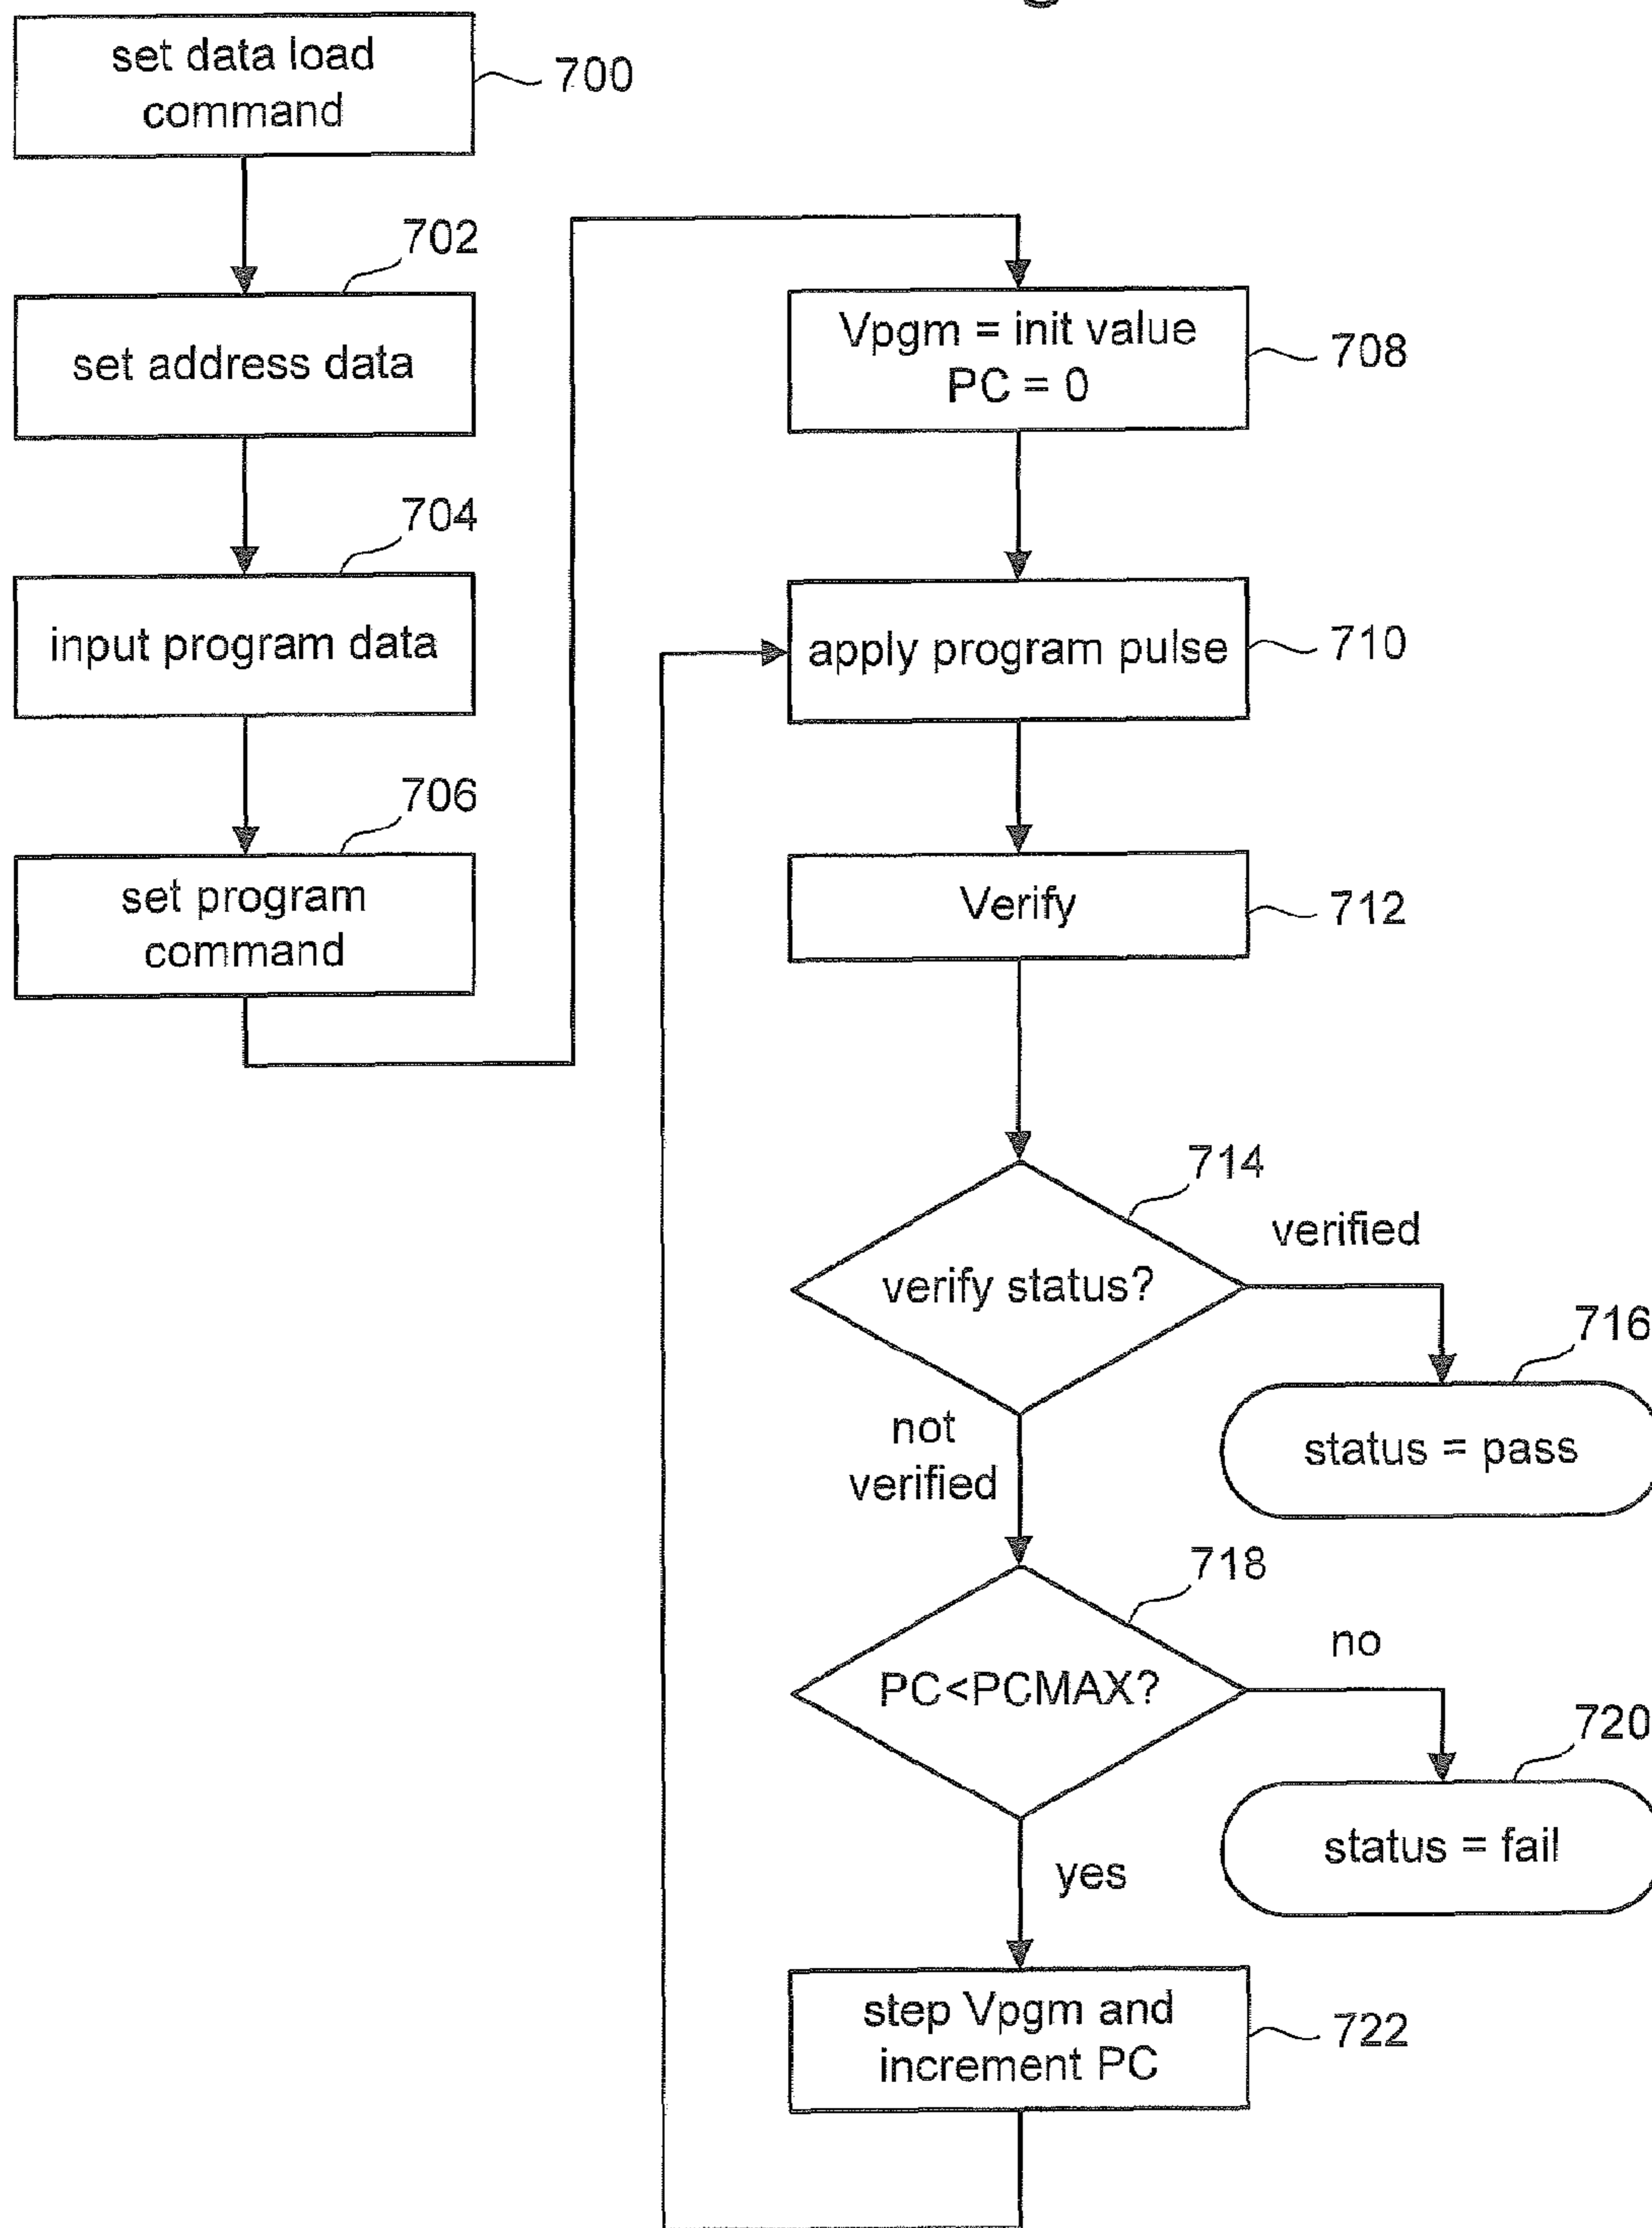 set data load
command
700
702
set address data
704
input program data
706
set program
command
Vpgm = init value
PC = 0
708
apply program pulse
710
Verify
712
714
verify status?
verified
716
status = pass
not
verified
718
PC<PCMAX?
no
720
status = fail
yes
step Vpgm and
increment PC
722